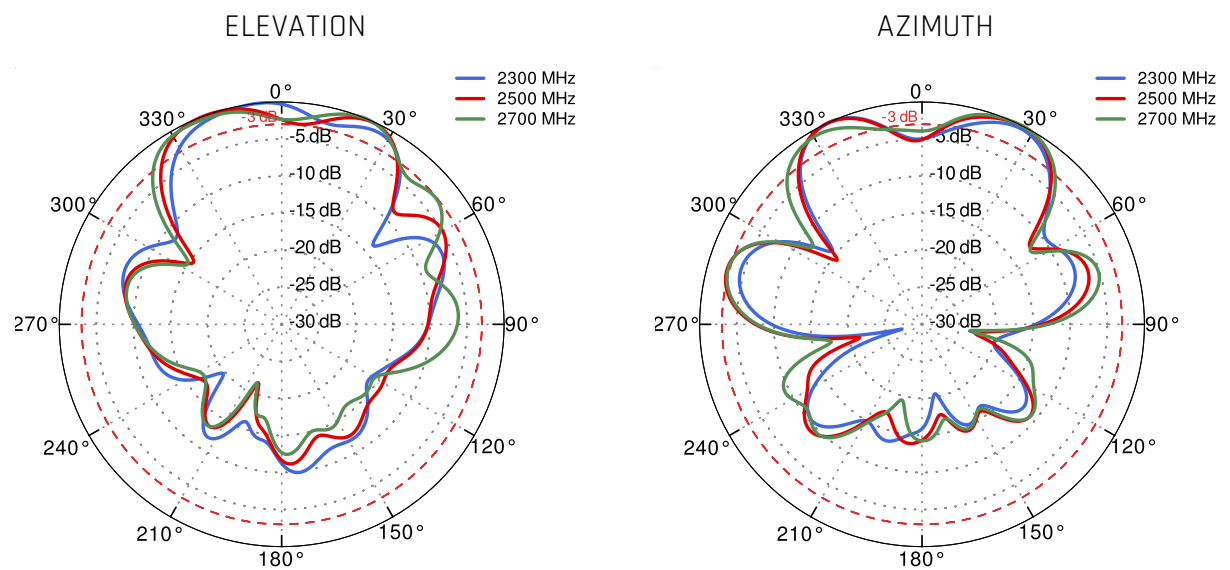 ELEVATION
2300 MHz
2500 MHz
2700 MHz
0°
30°
60°
90°
120°
150°
180°
210°
240°
270°
300°
330°
-3 dB
-5 dB
-10 dB
-15 dB
-20 dB
-25 dB
-30 dB
AZIMUTH
2300 MHz
2500 MHz
2700 MHz
0°
30°
60°
90°
120°
150°
180°
210°
240°
270°
300°
330°
-3 dB
-5 dB
-10 dB
-15 dB
-20 dB
-25 dB
-30 dB